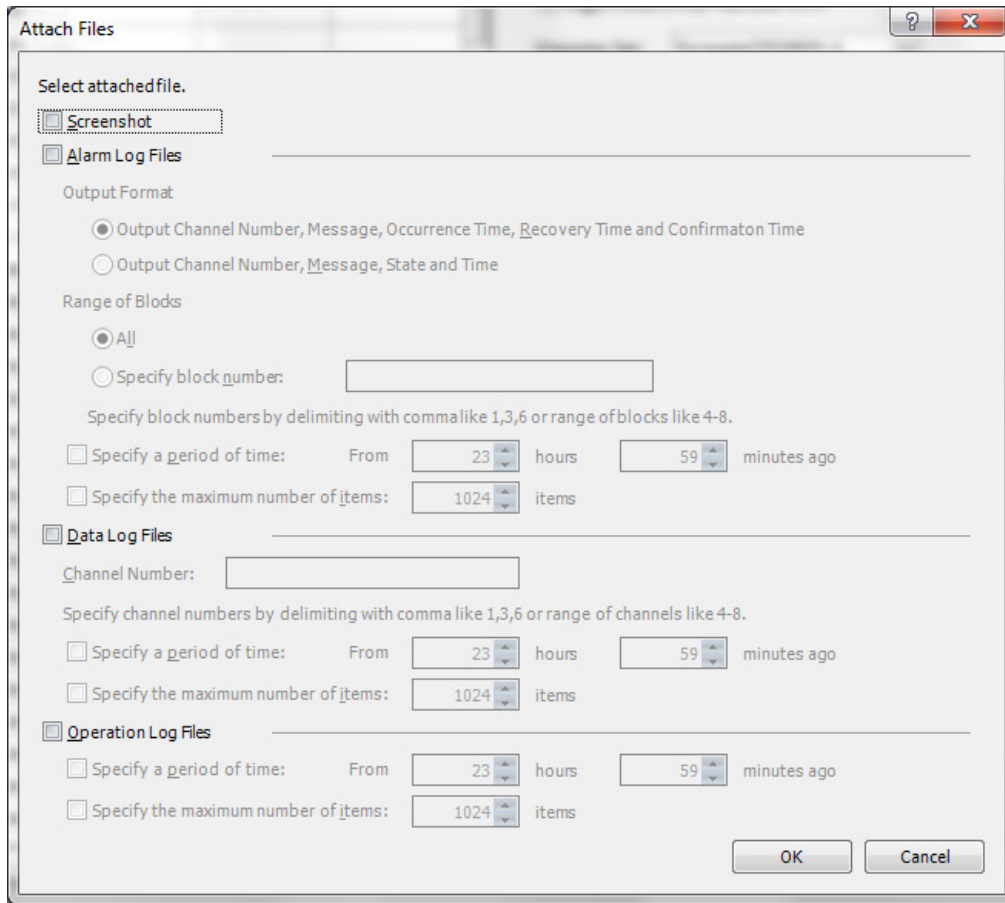 Attach Files
Select attached file.
Screenshot
Alarm Log Files
Output Format
Output Channel Number, Message, Occurrence Time, Recovery Time and Confirmaton Time
Output Channel Number, Message, State and Time
Range of Blocks
All
Specify block number:
Specify block numbers by delimiting with comma like 1,3,6 or range of blocks like 4-8.
Specify a period of time: From 23 hours 59 minutes ago
Specify the maximum number of items: 1024 items
Data Log Files
Channel Number:
Specify channel numbers by delimiting with comma like 1,3,6 or range of channels like 4-8.
Specify a period of time: From 23 hours 59 minutes ago
Specify the maximum number of items: 1024 items
Operation Log Files
Specify a period of time: From 23 hours 59 minutes ago
Specify the maximum number of items: 1024 items
OK Cancel